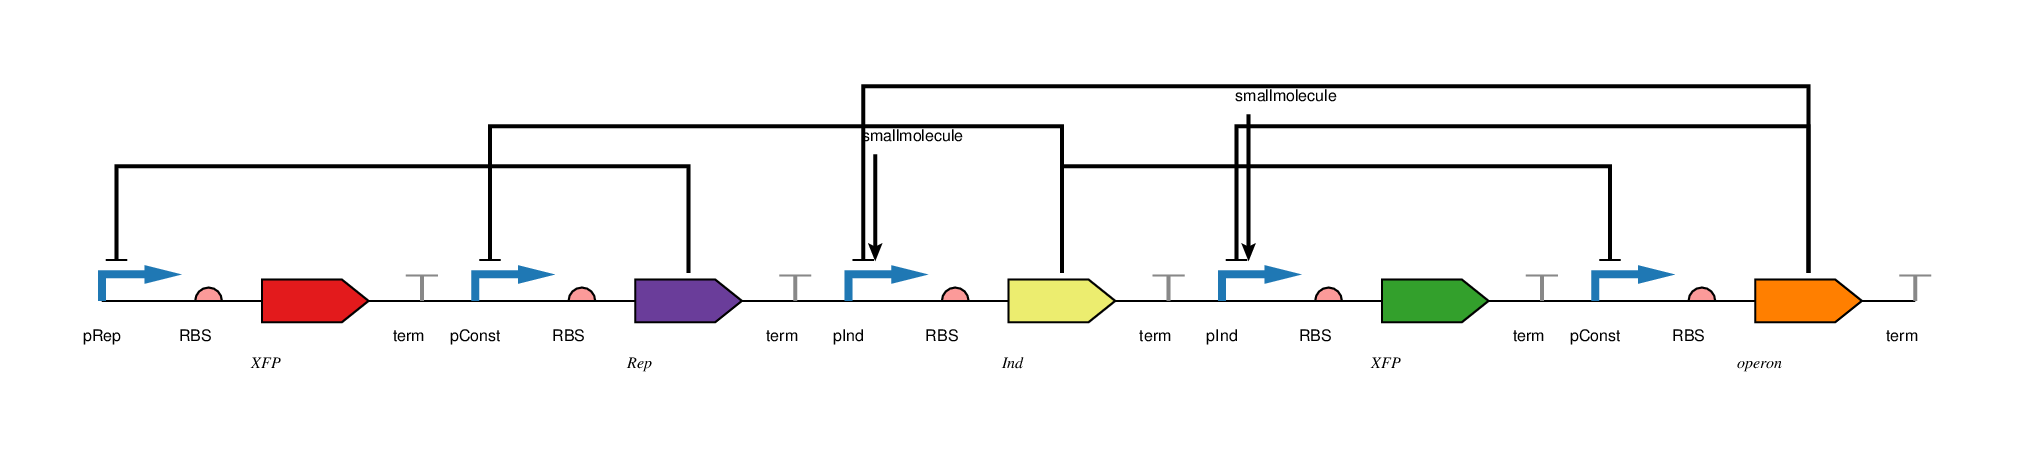 smallmolecule
smallmolecule
pRep RBS term pConst RBS term pInd RBS term pInd RBS term pConst RBS term
XFP Rep Ind XFP operon